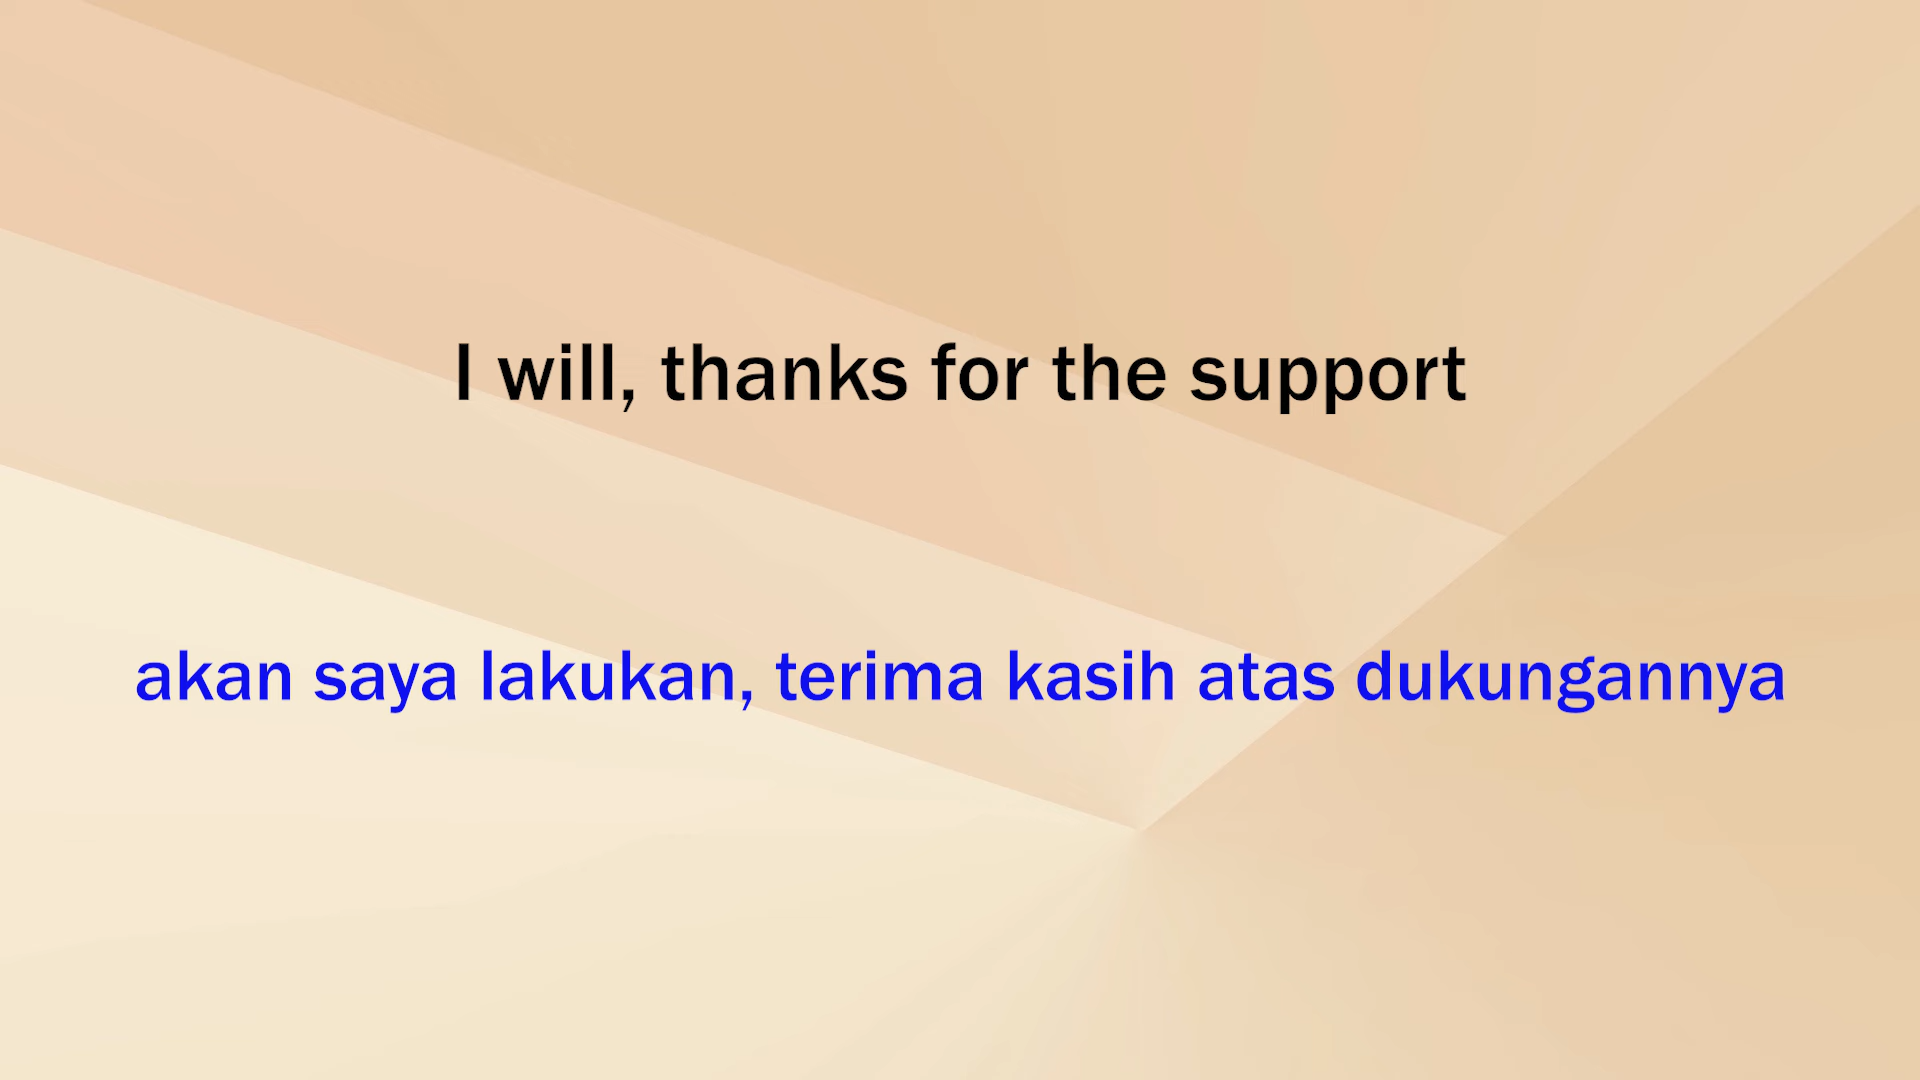 I will, thanks for the support
akan saya lakukan, terima kasih atas dukungannya